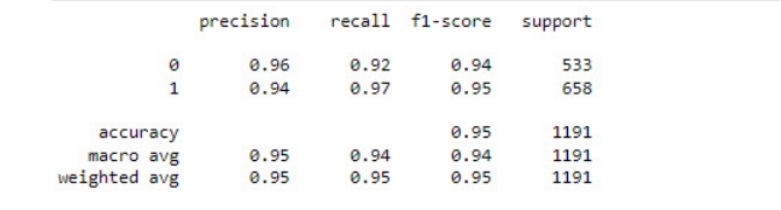 precision recall f1-score support
0 0.96 0.92 0.94 533
1 0.94 0.97 0.95 658
accuracy 0.95 1191
macro avg 0.95 0.94 0.94 1191
weighted avg 0.95 0.95 0.95 1191